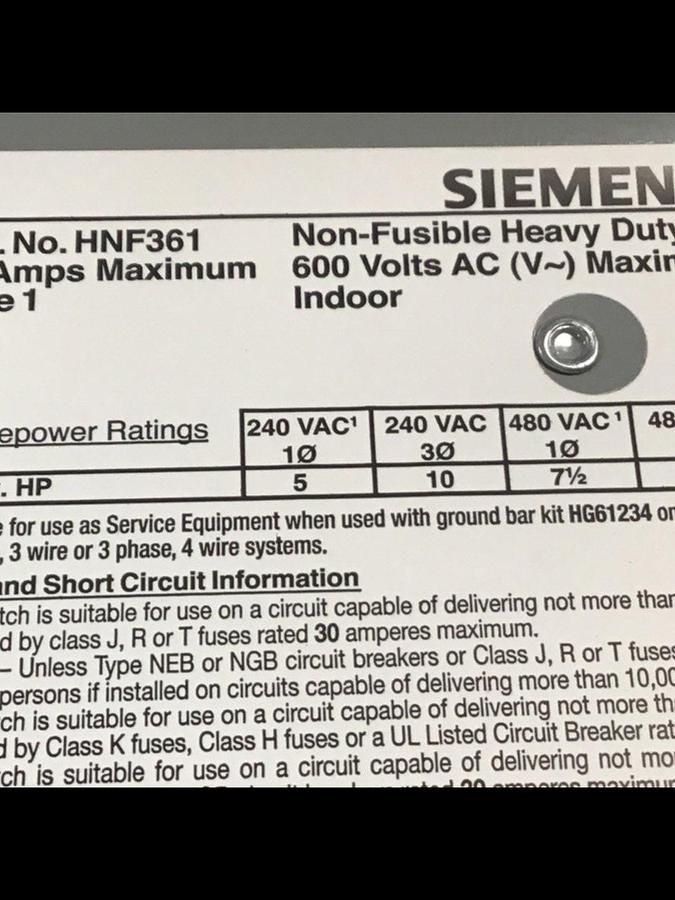 SIEMEN
. No. HNF361
Non-Fusible Heavy Duty
Amps Maximum
600 Volts AC (V~) Maxim
e 1
Indoor
epower Ratings
240 VAC¹ 240 VAC 480 VAC¹ 48
1Ø 3Ø 1Ø
. HP 5 10 7½
e for use as Service Equipment when used with ground bar kit HG61234 on
, 3 wire or 3 phase, 4 wire systems.
and Short Circuit Information
tch is suitable for use on a circuit capable of delivering not more than
d by class J, R or T fuses rated 30 amperes maximum.
– Unless Type NEB or NGB circuit breakers or Class J, R or T fuses
persons if installed on circuits capable of delivering more than 10,00
ch is suitable for use on a circuit capable of delivering not more th
d by Class K fuses, Class H fuses or a UL Listed Circuit Breaker rat
ch is suitable for use on a circuit capable of delivering not mo
rated 30 amperes maximum